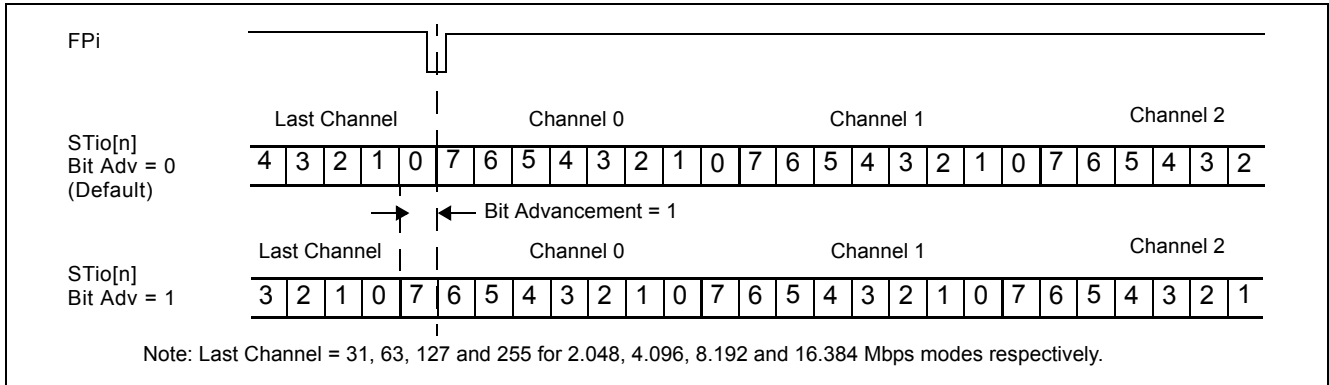 FPi
Last Channel Channel 0 Channel 1 Channel 2
STio[n]
Bit Adv = 0
(Default)
4 3 2 1 0 7 6 5 4 3 2 1 0 7 6 5 4 3 2 1 0 7 6 5 4 3 2
Bit Advancement = 1
Last Channel Channel 0 Channel 1 Channel 2
STio[n]
Bit Adv = 1
3 2 1 0 7 6 5 4 3 2 1 0 7 6 5 4 3 2 1 0 7 6 5 4 3 2 1
Note: Last Channel = 31, 63, 127 and 255 for 2.048, 4.096, 8.192 and 16.384 Mbps modes respectively.